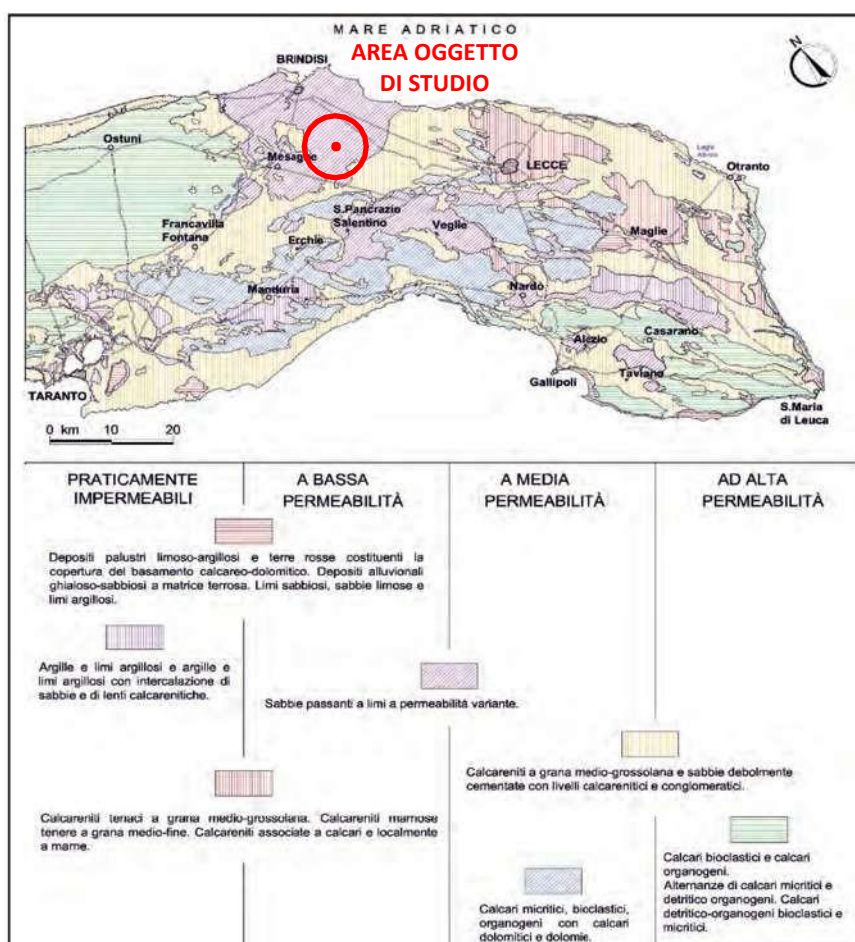 MARE ADRIATICO
AREA OGGETTO
DI STUDIO
N
BRINDISI
Ostuni
Mesagne
LECCE
Otranto
S.Pancrazio
Salentino
Veglie
Francavilla
Fontana
Erchie
Maglie
Manduria
Nardò
Casarano
Alezio
Taviano
Gallipoli
TARANTO
S.Maria
di Leuca
0 km 10 20
PRATICAMENTE
IMPERMEABILI
A BASSA
PERMEABILITÀ
A MEDIA
PERMEABILITÀ
AD ALTA
PERMEABILITÀ
Depositi palustri limoso-argillosi e terre rosse costituenti la
copertura del basamento calcareo-dolomitico. Depositi alluvionali
ghiaioso-sabbiosi a matrice terrosa. Limi sabbiosi, sabbie limose e
limi argillosi.
Argille e limi argillosi e argille e
limi argillosi con intercalazione di
sabbie e di lenti calcarenitiche.
Sabbie passanti a limi a permeabilità variante.
Calcareniti a grana medio-grossolana e sabbie debolmente
cementate con livelli calcarenitici e conglomeratici.
Calcareniti tenaci a grana medio-grossolana. Calcareniti marnose
tenere a grana medio-fine. Calcareniti associate a calcari e localmente
a marne.
Calcari bioclastici e calcari
organogeni.
Alternanze di calcari micritici e
detritico organogeni. Calcari
detritico-organogeni bioclastici e
micritici.
Calcari micritici, bioclastici,
organogeni con calcari
dolomitici e dolomie.